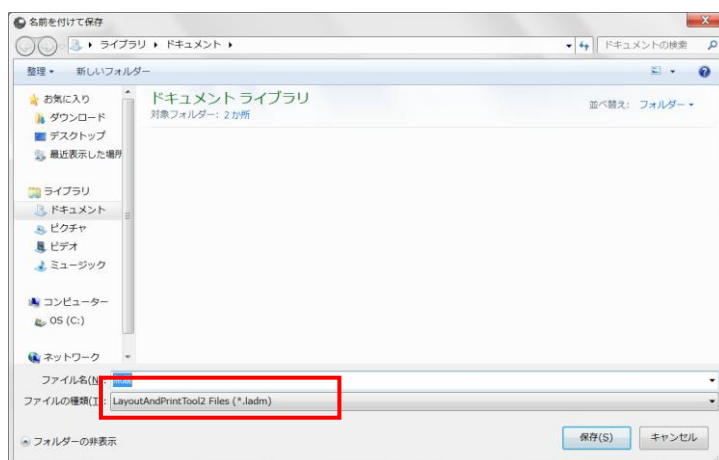 名前を付けて保存
ライブラリ ▸ ドキュメント ▸
ドキュメントの検索
整理 ▾ 新しいフォルダー
お気に入り
ダウンロード
デスクトップ
最近表示した場所
ライブラリ
ドキュメント
ピクチャ
ビデオ
ミュージック
コンピューター
OS (C:)
ネットワーク
ドキュメント ライブラリ
対象フォルダー: 2 か所
並べ替え: フォルダー ▾
ファイル名(N):
ファイルの種類(T): LayoutAndPrintTool2 Files (*.ladm)
フォルダーの非表示
保存(S)
キャンセル